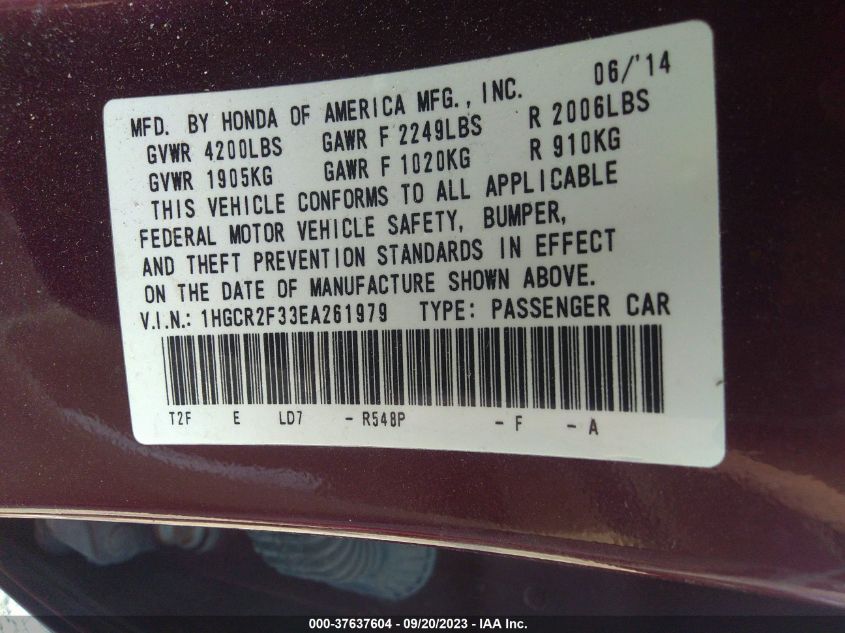 06/'14
MFD. BY HONDA OF AMERICA MFG., INC.
GVWR 4200LBS GAWR F 2249LBS R 2006LBS
GVWR 1905KG GAWR F 1020KG R 910KG
THIS VEHICLE CONFORMS TO ALL APPLICABLE
FEDERAL MOTOR VEHICLE SAFETY, BUMPER,
AND THEFT PREVENTION STANDARDS IN EFFECT
ON THE DATE OF MANUFACTURE SHOWN ABOVE.
V.I.N.: 1HGCR2F33EA261979 TYPE: PASSENGER CAR
T2F E LD7 - R548P - F - A
000-37637604 - 09/20/2023 - IAA Inc.